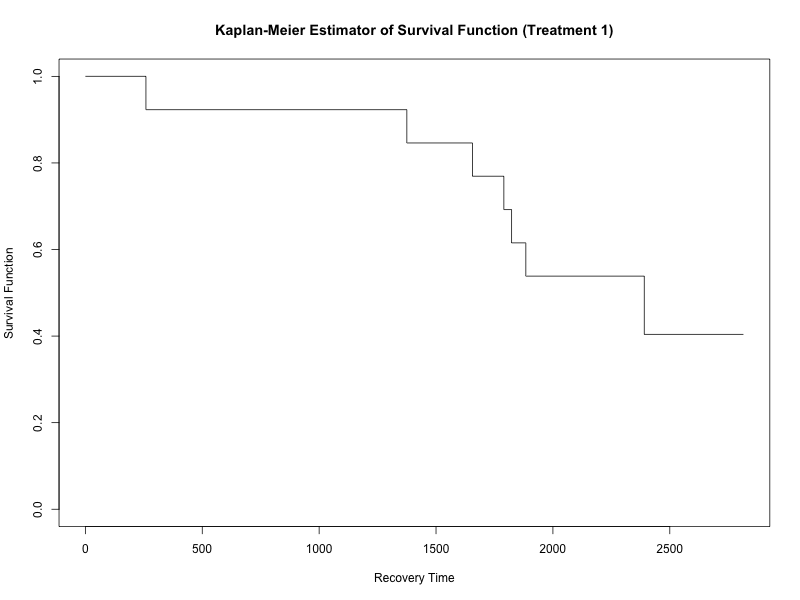 Kaplan-Meier Estimator of Survival Function (Treatment 1)
Survival Function
1.0
0.8
0.6
0.4
0.2
0.0
0 500 1000 1500 2000 2500
Recovery Time